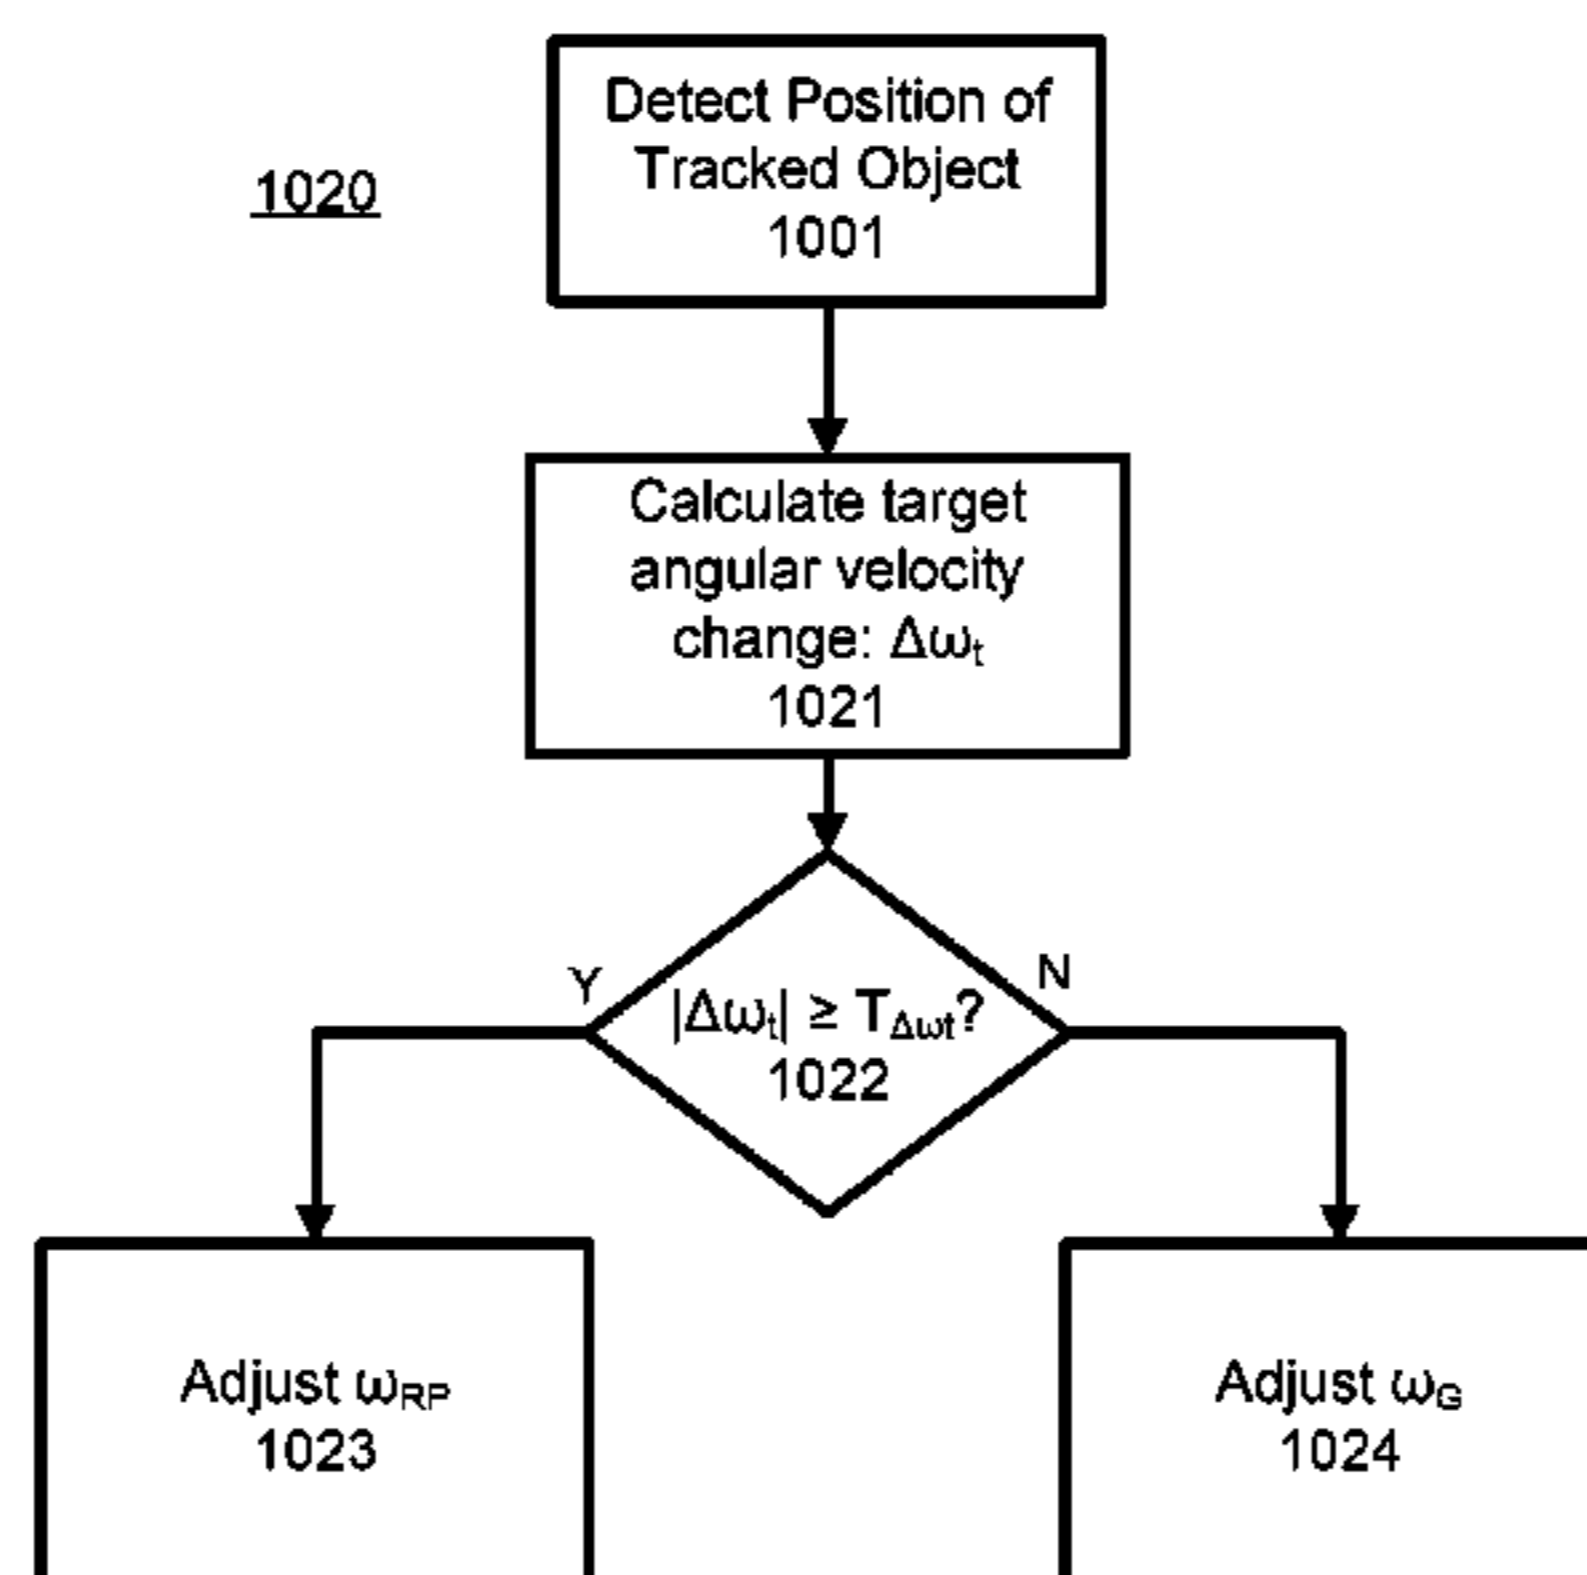 1020
Detect Position of
Tracked Object
1001
Calculate target
angular velocity
change: Δωt
1021
Y
N
|Δωt| ≥ TΔωt?
1022
Adjust ωRP
1023
Adjust ωG
1024